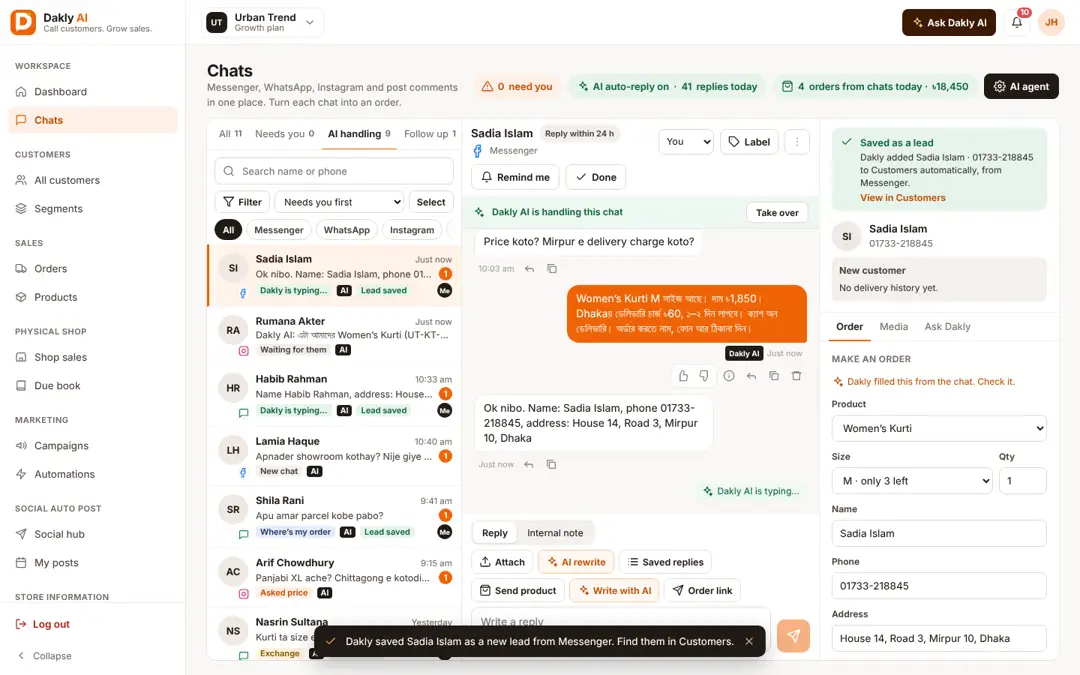 Dakly AI
Call customers. Grow sales.
UT
Urban Trend
Growth plan
Ask Dakly AI
10
JH
WORKSPACE
Dashboard
Chats
CUSTOMERS
All customers
Segments
SALES
Orders
Products
PHYSICAL SHOP
Shop sales
Due book
MARKETING
Campaigns
Automations
SOCIAL AUTO POST
Social hub
My posts
STORE INFORMATION
Log out
Collapse
Chats
Messenger, WhatsApp, Instagram and post comments
in one place. Turn each chat into an order.
0 need you
AI auto-reply on · 41 replies today
4 orders from chats today · ৳18,450
AI agent
All 11
Needs you 0
AI handling 9
Follow up 1
Search name or phone
Filter
Needs you first
Select
All
Messenger
WhatsApp
Instagram
SI
Sadia Islam
Just now
Ok nibo. Name: Sadia Islam, phone 01...
1
Dakly is typing...
AI
Lead saved
Me
RA
Rumana Akter
Just now
Dakly AI: এটা আমাদের Women's Kurti (UT-KT-...
Waiting for them
AI
HR
Habib Rahman
10:33 am
Name Habib Rahman, address: House...
1
Dakly is typing...
AI
Lead saved
Me
LH
Lamia Haque
10:40 am
Apnader showroom kothay? Nije giye ...
1
New chat
AI
SR
Shila Rani
9:41 am
Apu amar parcel kobe pabo?
1
Where's my order
AI
Lead saved
Me
AC
Arif Chowdhury
9:15 am
Panjabi XL ache? Chittagong e kotodi...
1
Asked price
AI
NS
Nasrin Sultana
Yesterday
Kurti ta size
Exchange
Sadia Islam
Reply within 24 h
Messenger
You
Label
Remind me
Done
Dakly AI is handling this chat
Take over
Price koto? Mirpur e delivery charge koto?
10:03 am
Women's Kurti M সাইজ আছে। দাম ৳1,850।
Dhakaয় ডেলিভারি চার্জ ৳60, ১–২ দিন লাগবে। ক্যাশ অন
ডেলিভারি। অর্ডার করতে নাম, ফোন আর ঠিকানা দিন।
Dakly AI
Just now
Ok nibo. Name: Sadia Islam, phone 01733-
218845, address: House 14, Road 3, Mirpur
10, Dhaka
Just now
Dakly AI is typing...
Reply
Internal note
Attach
AI rewrite
Saved replies
Send product
Write with AI
Order link
Write a reply
Dakly saved Sadia Islam as a new lead from Messenger. Find them in Customers.
Saved as a lead
Dakly added Sadia Islam · 01733-218845
to Customers automatically, from
Messenger.
View in Customers
SI
Sadia Islam
01733-218845
New customer
No delivery history yet.
Order
Media
Ask Dakly
MAKE AN ORDER
Dakly filled this from the chat. Check it.
Product
Women's Kurti
Size
Qty
M · only 3 left
1
Name
Sadia Islam
Phone
01733-218845
Address
House 14, Road 3, Mirpur 10, Dhaka